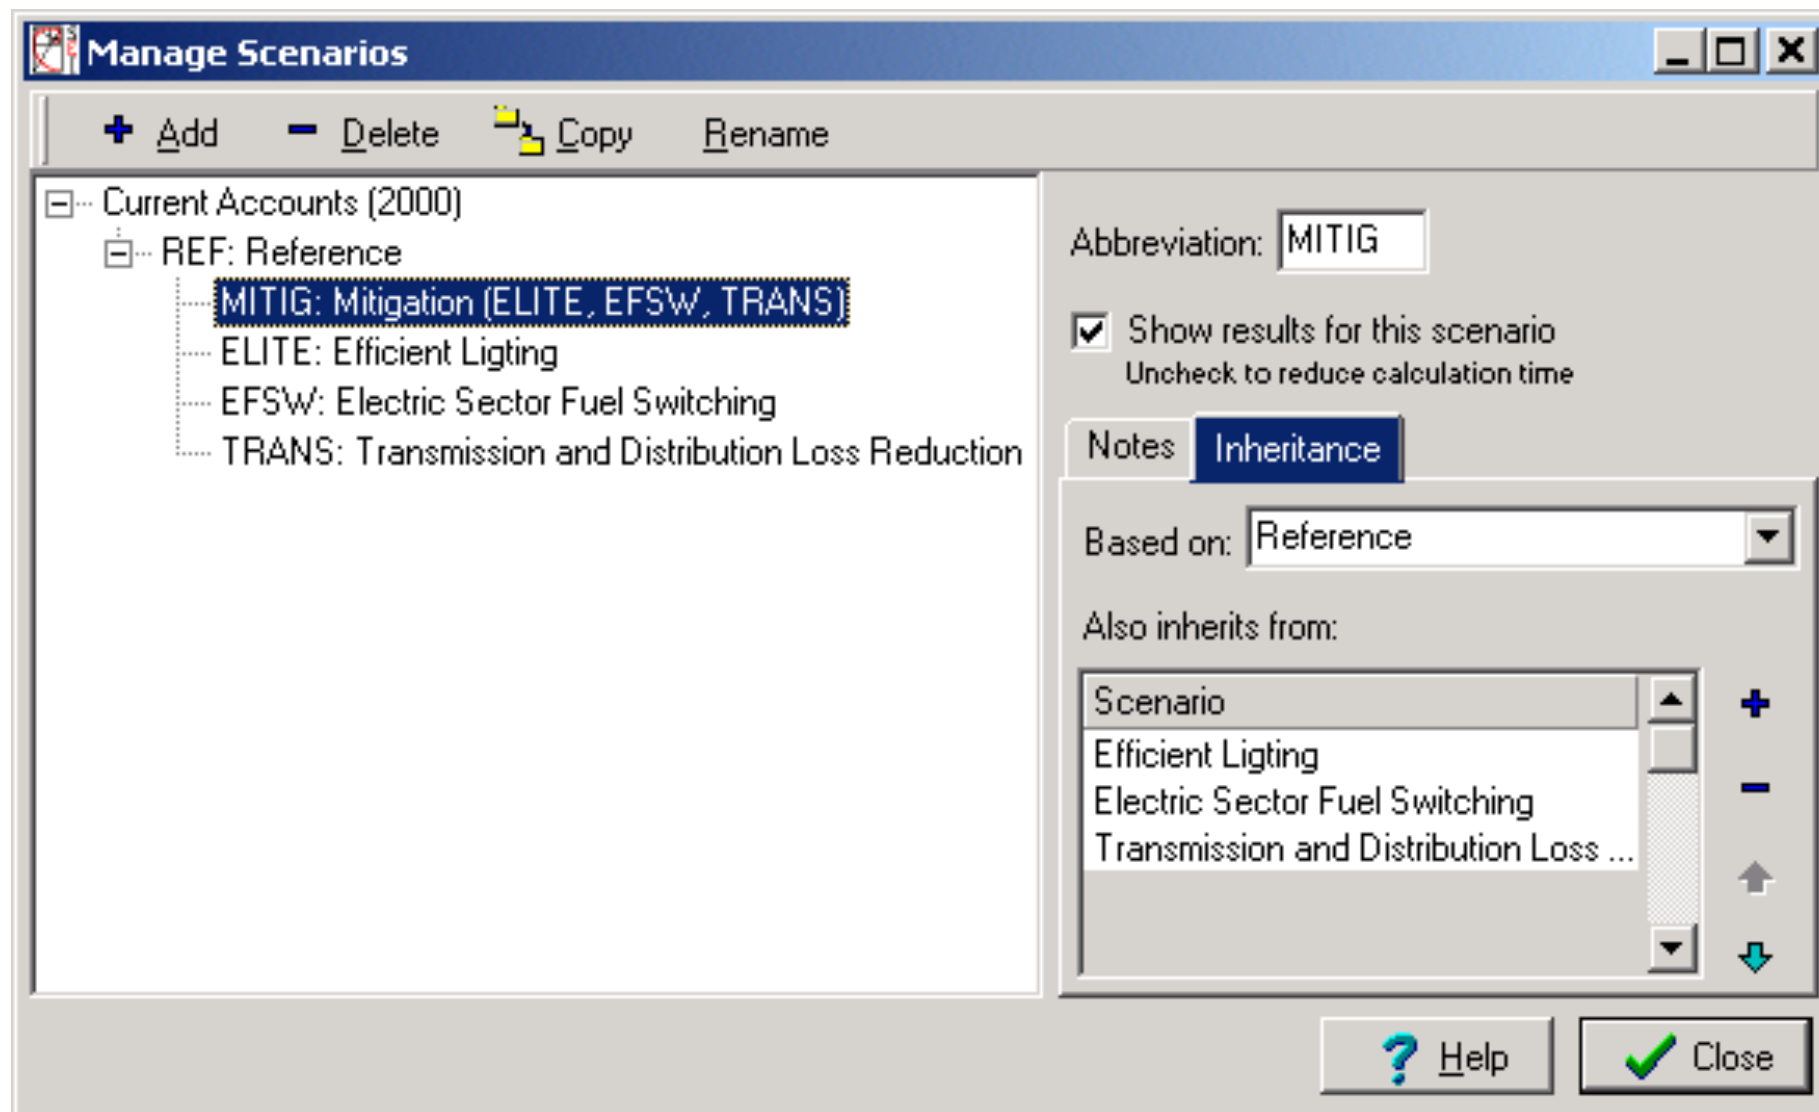 Manage Scenarios
Add Delete Copy Rename
Current Accounts (2000)
REF: Reference
MITIG: Mitigation (ELITE, EFSW, TRANS)
ELITE: Efficient Ligting
EFSW: Electric Sector Fuel Switching
TRANS: Transmission and Distribution Loss Reduction
Abbreviation: MITIG
Show results for this scenario
Uncheck to reduce calculation time
Notes Inheritance
Based on: Reference
Also inherits from:
Scenario
Efficient Ligting
Electric Sector Fuel Switching
Transmission and Distribution Loss ...
Help Close